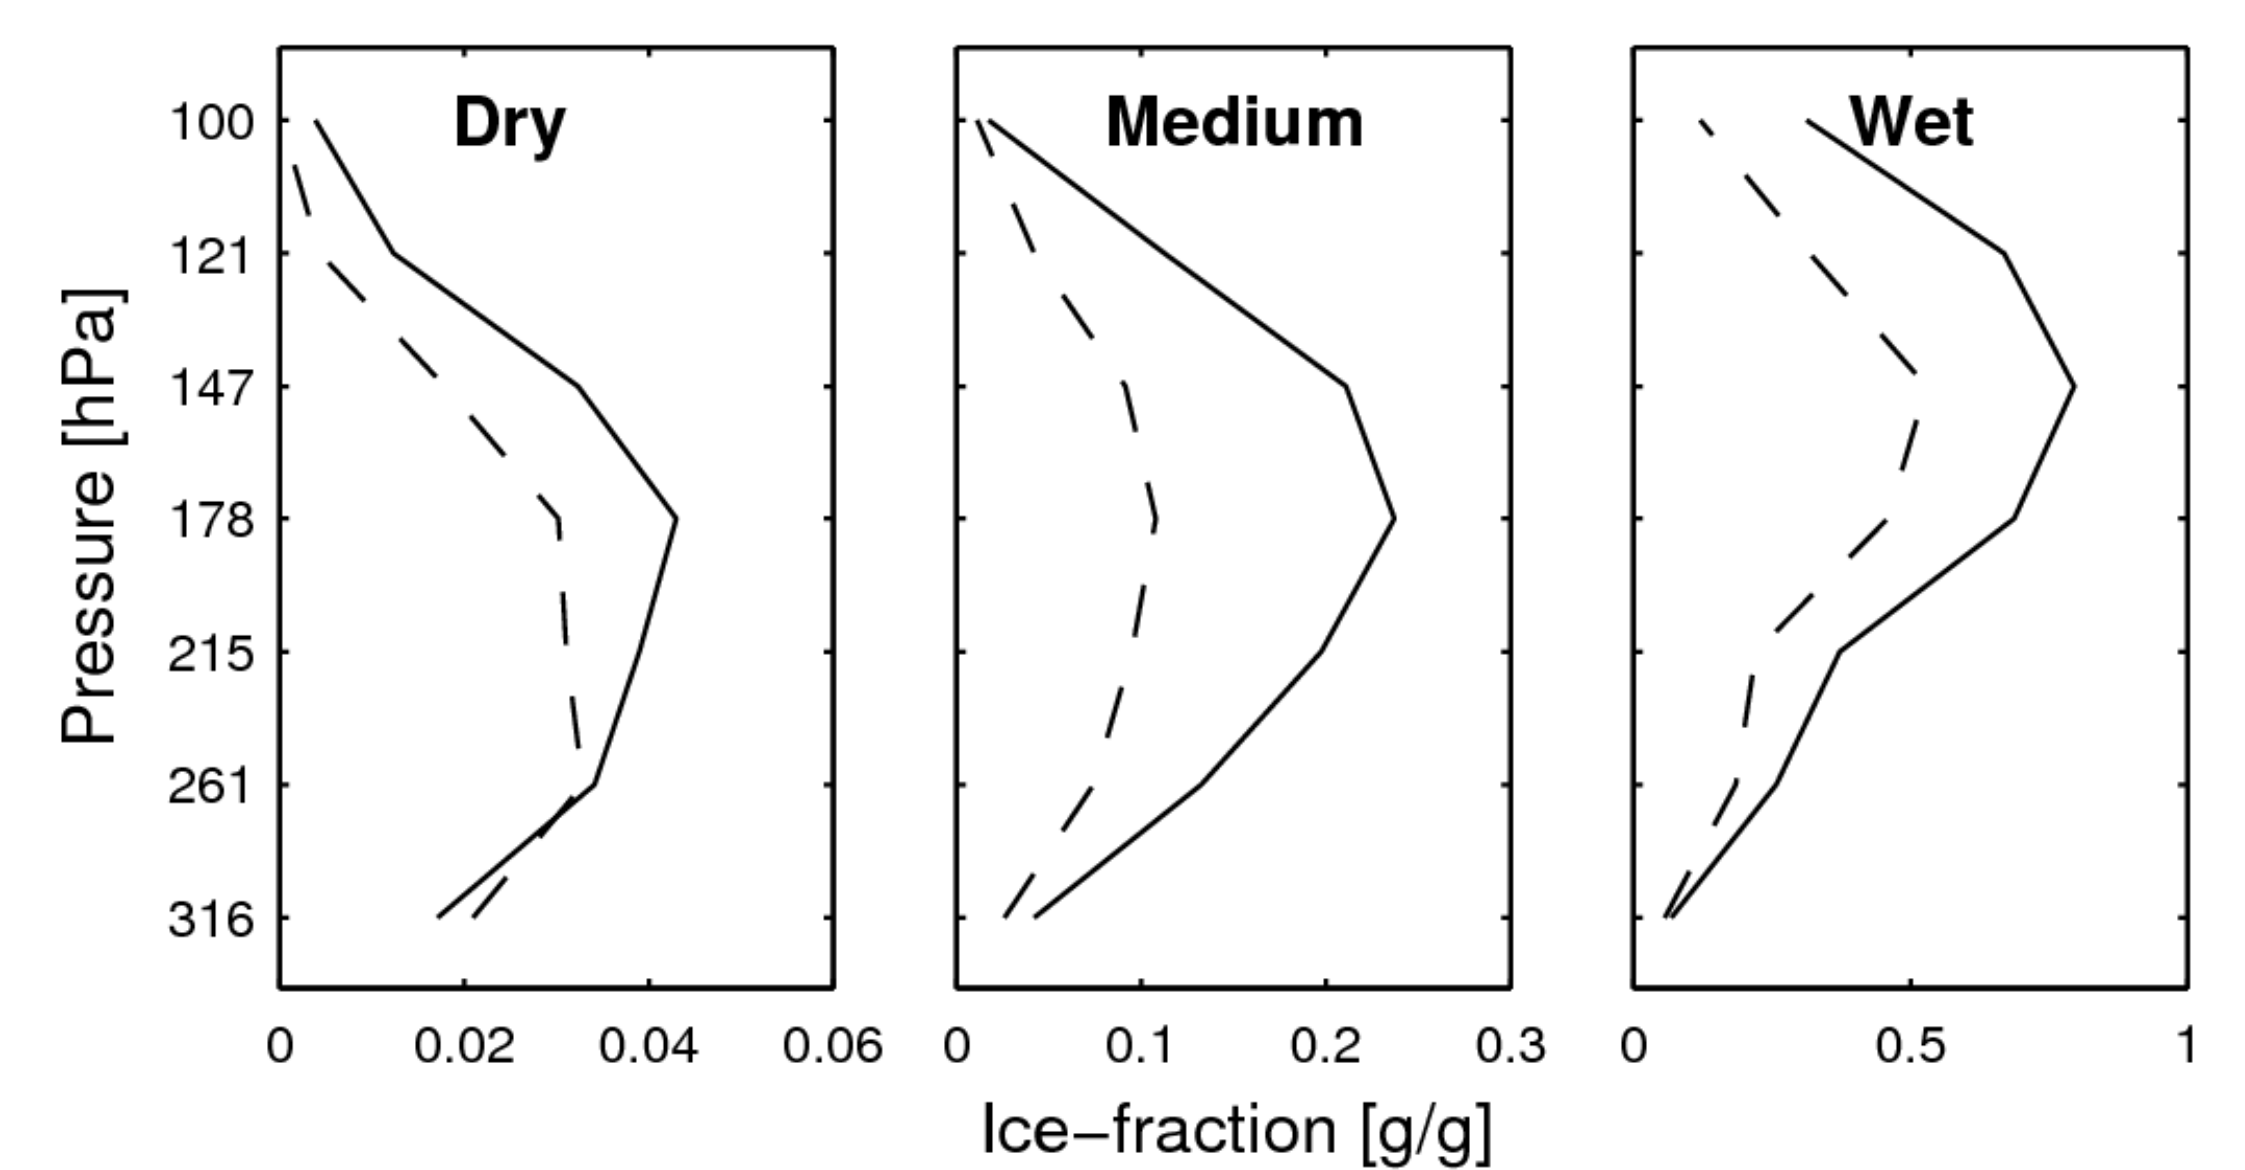 Dry
Medium
Wet
100
121
147
178
215
261
316
Pressure [hPa]
0 0.02 0.04 0.06
0 0.1 0.2 0.3
0 0.5 1
Ice−fraction [g/g]